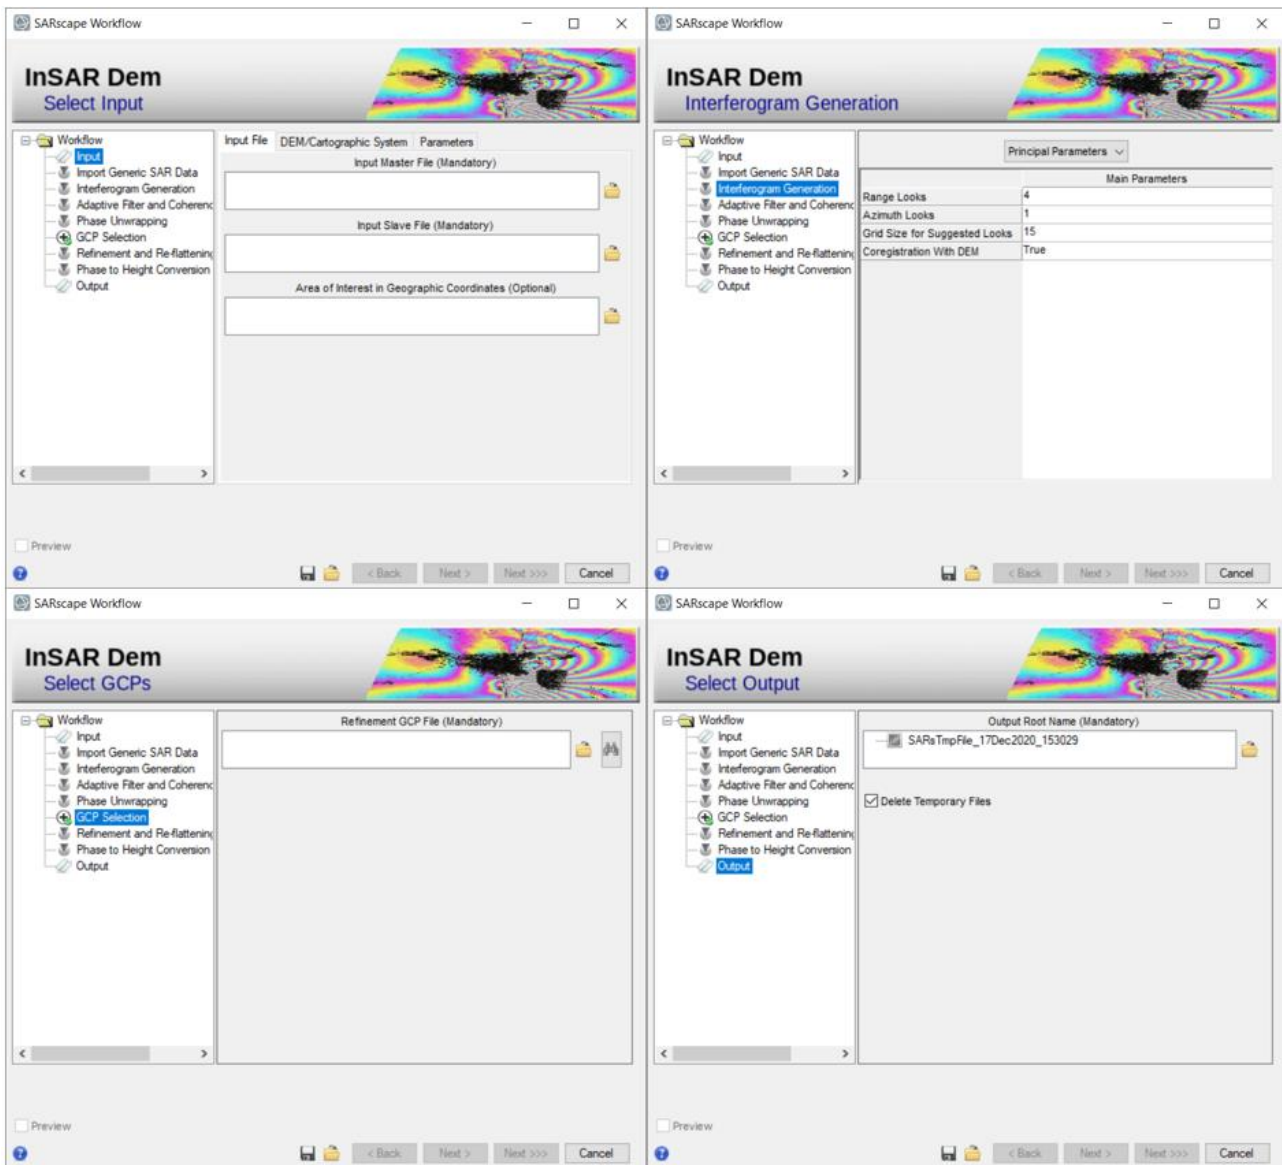 SARscape Workflow
InSAR Dem
Select Input
Workflow
Input
Import Generic SAR Data
Interferogram Generation
Adaptive Filter and Coherenc
Phase Unwrapping
GCP Selection
Refinement and Re-flattening
Phase to Height Conversion
Output
Input File DEM/Cartographic System Parameters
Input Master File (Mandatory)
Input Slave File (Mandatory)
Area of Interest in Geographic Coordinates (Optional)
Preview
< Back Next > Next >>> Cancel
SARscape Workflow
InSAR Dem
Interferogram Generation
Workflow
Input
Import Generic SAR Data
Interferogram Generation
Adaptive Filter and Coherenc
Phase Unwrapping
GCP Selection
Refinement and Re-flattening
Phase to Height Conversion
Output
Principal Parameters
Main Parameters
Range Looks 4
Azimuth Looks 1
Grid Size for Suggested Looks 15
Coregistration With DEM True
Preview
< Back Next > Next >>> Cancel
SARscape Workflow
InSAR Dem
Select GCPs
Workflow
Input
Import Generic SAR Data
Interferogram Generation
Adaptive Filter and Coherenc
Phase Unwrapping
GCP Selection
Refinement and Re-flattening
Phase to Height Conversion
Output
Refinement GCP File (Mandatory)
Preview
< Back Next > Next >>> Cancel
SARscape Workflow
InSAR Dem
Select Output
Workflow
Input
Import Generic SAR Data
Interferogram Generation
Adaptive Filter and Coherenc
Phase Unwrapping
GCP Selection
Refinement and Re-flattening
Phase to Height Conversion
Output
Output Root Name (Mandatory)
SARsTmpFile_17Dec2020_153029
Delete Temporary Files
Preview
< Back Next > Next >>> Cancel